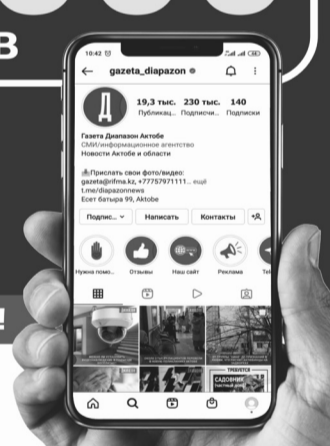 В
10:42
gazeta_diapazon
Д
19,3 тыс. 230 тыс. 140
Публикац... Подписчи... Подписки
Газета Диапазон Актобе
СМИ/информационное агентство
Новости Актобе и области
Прислать свои фото/видео:
gazeta@rifma.kz, +77757971111... ещё
t.me/diapazonnews
Есет батыра 99, Aktobe
Подпис... Написать Контакты
Нужна помо... Отзывы Наш сайт Реклама Tel
!
ТРЕБУЕТСЯ
САДОВНИК